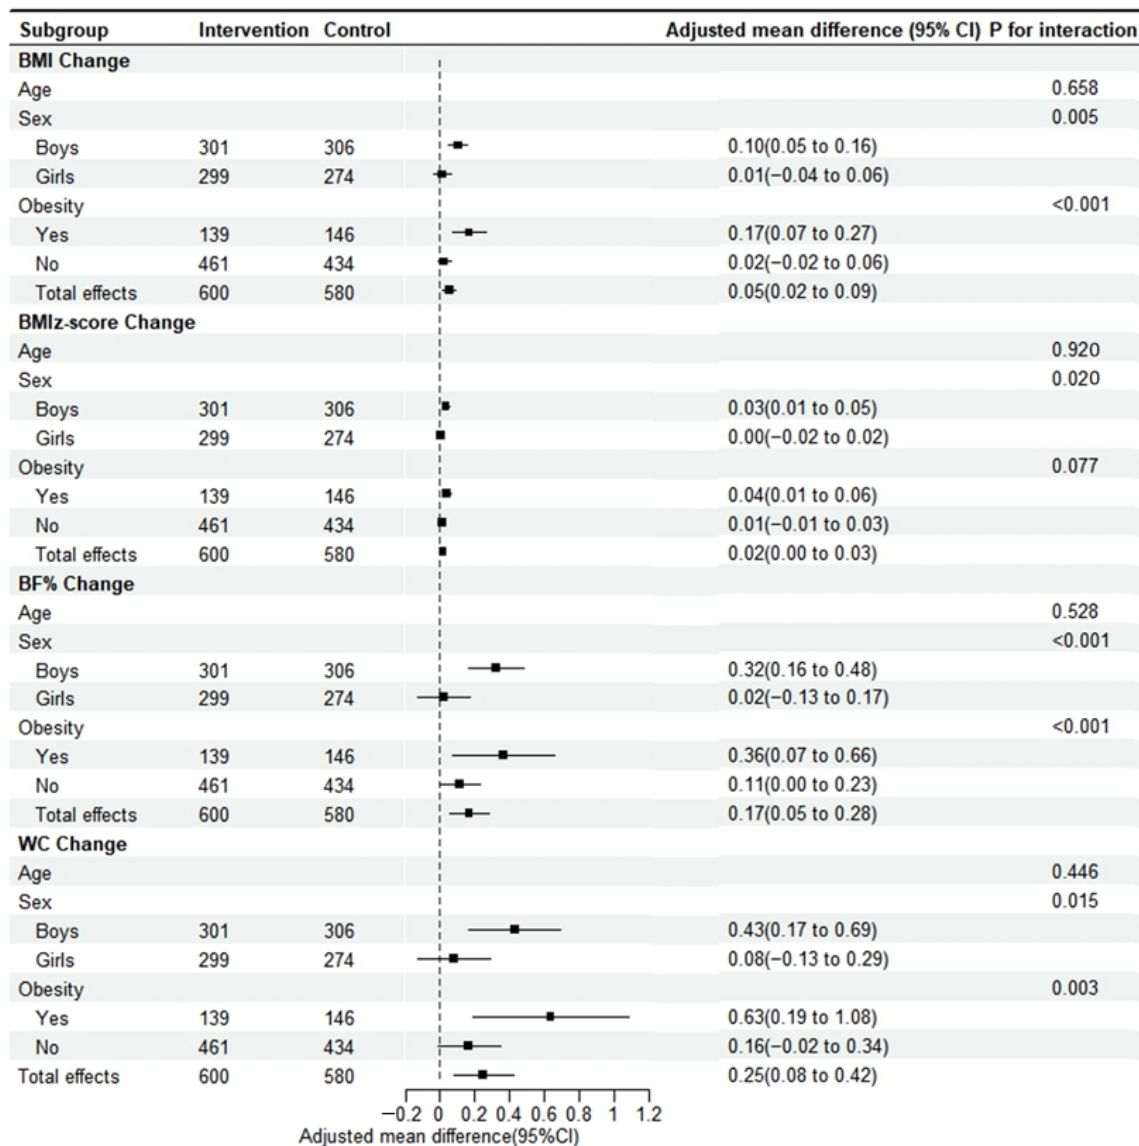 Subgroup Intervention Control Adjusted mean difference (95% CI) P for interaction
BMI Change
Age 0.658
Sex 0.005
Boys 301 306 0.10(0.05 to 0.16)
Girls 299 274 0.01(−0.04 to 0.06)
Obesity <0.001
Yes 139 146 0.17(0.07 to 0.27)
No 461 434 0.02(−0.02 to 0.06)
Total effects 600 580 0.05(0.02 to 0.09)
BMIz-score Change
Age 0.920
Sex 0.020
Boys 301 306 0.03(0.01 to 0.05)
Girls 299 274 0.00(−0.02 to 0.02)
Obesity 0.077
Yes 139 146 0.04(0.01 to 0.06)
No 461 434 0.01(−0.01 to 0.03)
Total effects 600 580 0.02(0.00 to 0.03)
BF% Change
Age 0.528
Sex <0.001
Boys 301 306 0.32(0.16 to 0.48)
Girls 299 274 0.02(−0.13 to 0.17)
Obesity <0.001
Yes 139 146 0.36(0.07 to 0.66)
No 461 434 0.11(0.00 to 0.23)
Total effects 600 580 0.17(0.05 to 0.28)
WC Change
Age 0.446
Sex 0.015
Boys 301 306 0.43(0.17 to 0.69)
Girls 299 274 0.08(−0.13 to 0.29)
Obesity 0.003
Yes 139 146 0.63(0.19 to 1.08)
No 461 434 0.16(−0.02 to 0.34)
Total effects 600 580 0.25(0.08 to 0.42)
−0.2 0 0.2 0.4 0.6 0.8 1 1.2
Adjusted mean difference(95%CI)